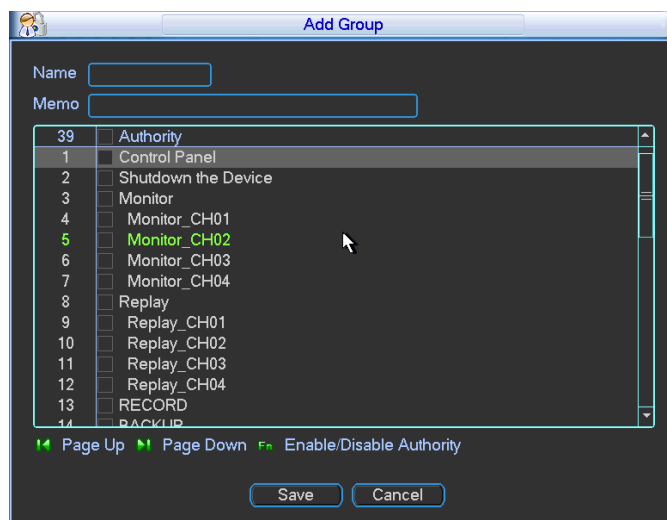 Add Group
Name
Memo
39 Authority
1 Control Panel
2 Shutdown the Device
3 Monitor
4 Monitor_CH01
5 Monitor_CH02
6 Monitor_CH03
7 Monitor_CH04
8 Replay
9 Replay_CH01
10 Replay_CH02
11 Replay_CH03
12 Replay_CH04
13 RECORD
14 BACKUP
Page Up Page Down Fn Enable/Disable Authority
Save Cancel